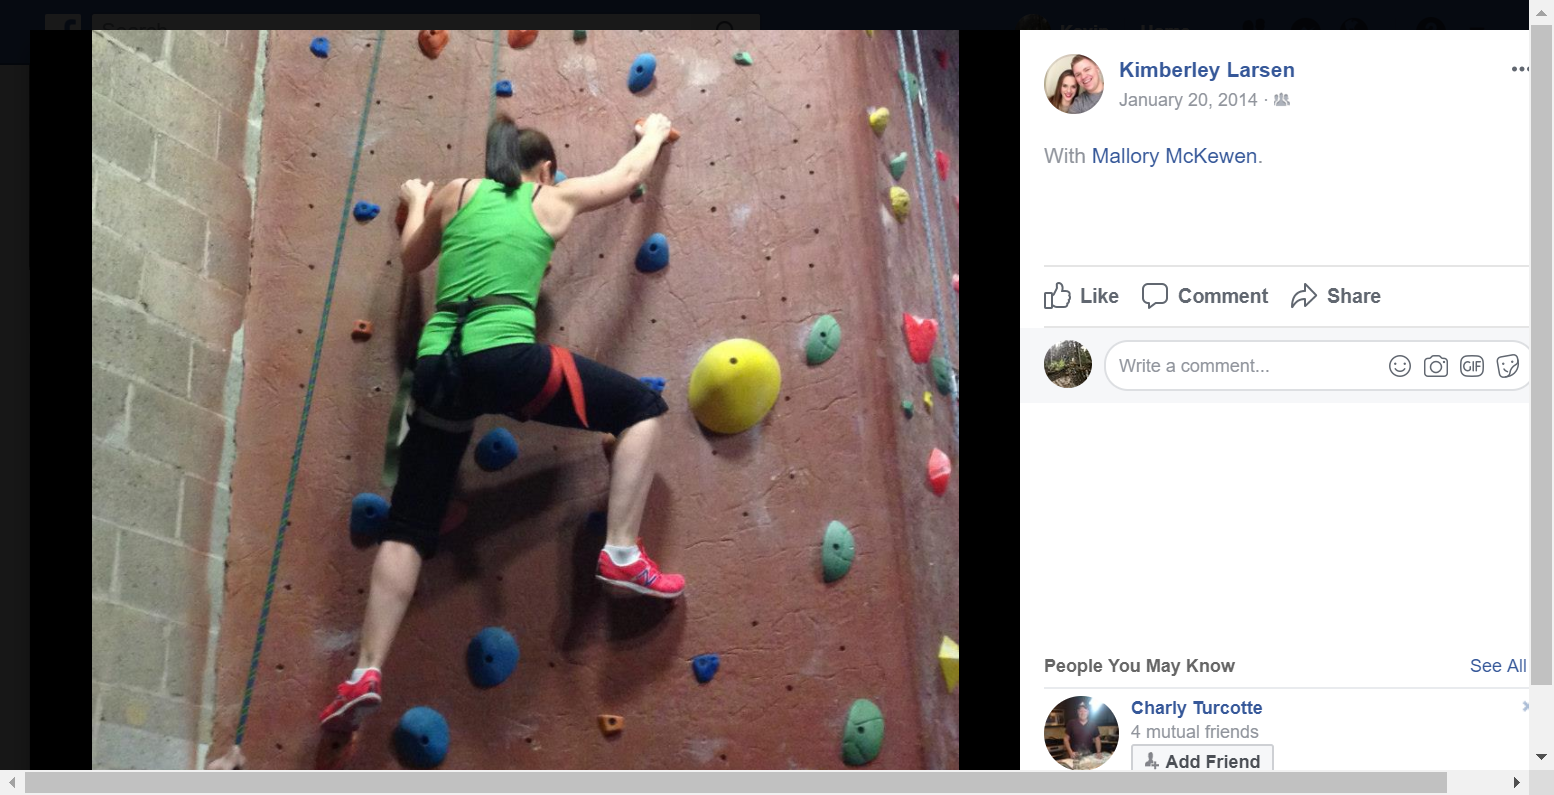 Search
Kimberley Larsen
January 20, 2014 ·
With Mallory McKewen.
Like Comment Share
Write a comment... GIF
People You May Know See All
Charly Turcotte
4 mutual friends
Add Friend